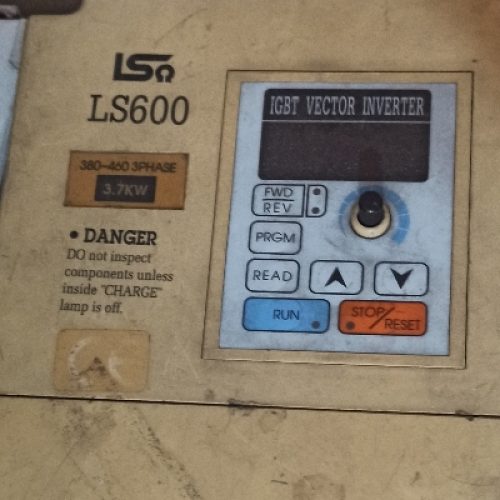 LSΩ
LS600
380-460 3PHASE
3.7KW
• DANGER
DO not inspect
components unless
inside "CHARGE"
lamp is off.
IGBT VECTOR INVERTER
FWD
REV
PRGM
READ
RUN
STOP/RESET